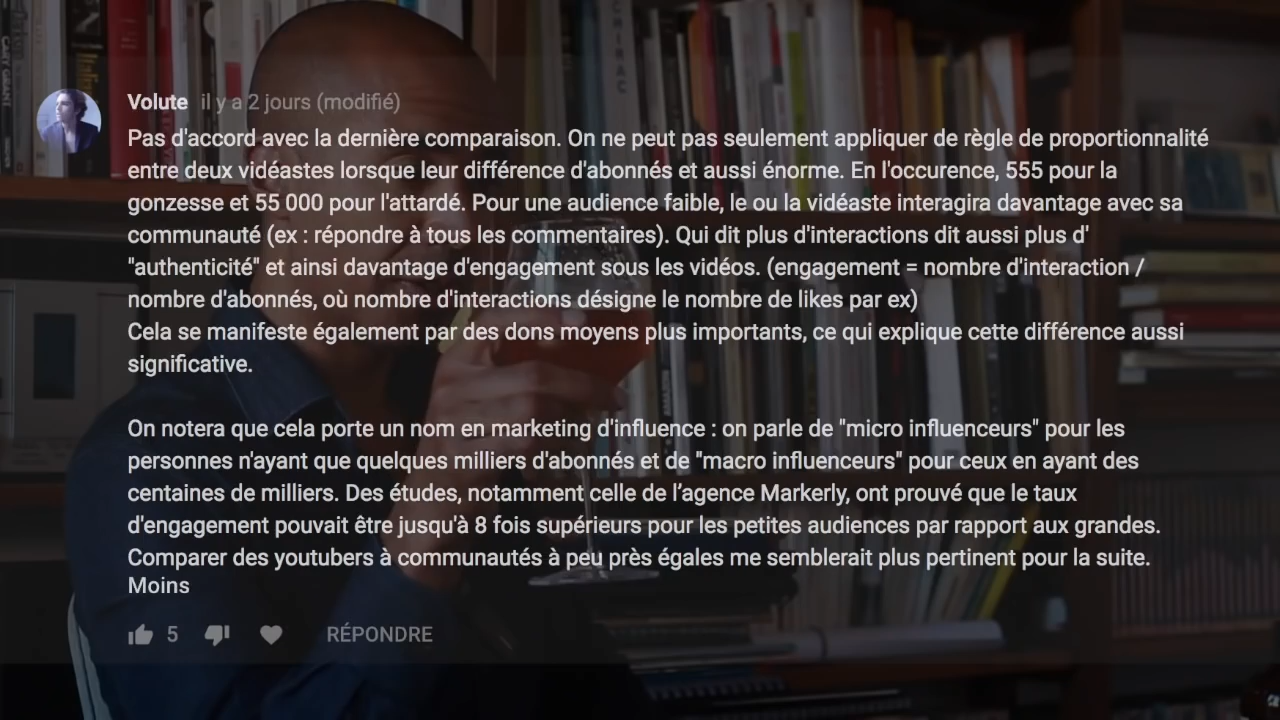 CHIRAC
CARY GRANT
Volute il y a 2 jours (modifié)
Pas d'accord avec la dernière comparaison. On ne peut pas seulement appliquer de règle de proportionnalité
entre deux vidéastes lorsque leur différence d'abonnés et aussi énorme. En l'occurence, 555 pour la
gonzesse et 55 000 pour l'attardé. Pour une audience faible, le ou la vidéaste interagira davantage avec sa
communauté (ex : répondre à tous les commentaires). Qui dit plus d'interactions dit aussi plus d'
"authenticité" et ainsi davantage d'engagement sous les vidéos. (engagement = nombre d'interaction /
nombre d'abonnés, où nombre d'interactions désigne le nombre de likes par ex)
Cela se manifeste également par des dons moyens plus importants, ce qui explique cette différence aussi
significative.
On notera que cela porte un nom en marketing d'influence : on parle de "micro influenceurs" pour les
personnes n'ayant que quelques milliers d'abonnés et de "macro influenceurs" pour ceux en ayant des
centaines de milliers. Des études, notamment celle de l’agence Markerly, ont prouvé que le taux
d'engagement pouvait être jusqu'à 8 fois supérieurs pour les petites audiences par rapport aux grandes.
Comparer des youtubers à communautés à peu près égales me semblerait plus pertinent pour la suite.
Moins
5 RÉPONDRE